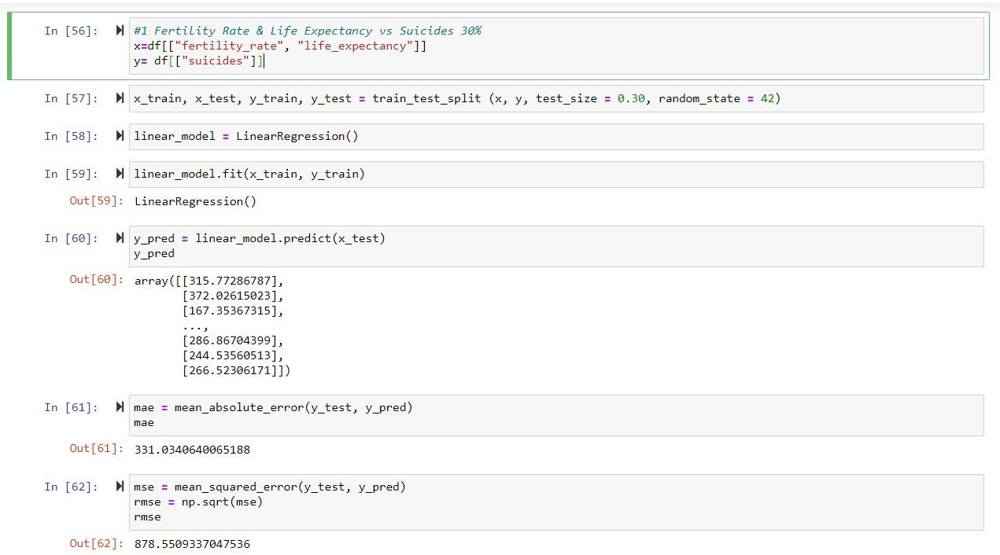 In [56]: #1 Fertility Rate & Life Expectancy vs Suicides 30%
x=df[["fertility_rate", "life_expectancy"]]
y= df[["suicides"]]
In [57]: x_train, x_test, y_train, y_test = train_test_split (x, y, test_size = 0.30, random_state = 42)
In [58]: linear_model = LinearRegression()
In [59]: linear_model.fit(x_train, y_train)
Out[59]: LinearRegression()
In [60]: y_pred = linear_model.predict(x_test)
y_pred
Out[60]: array([[315.77286787],
[372.02615023],
[167.35367315],
...,
[286.86704399],
[244.53560513],
[266.52306171]])
In [61]: mae = mean_absolute_error(y_test, y_pred)
mae
Out[61]: 331.0340640065188
In [62]: mse = mean_squared_error(y_test, y_pred)
rmse = np.sqrt(mse)
rmse
Out[62]: 878.5509337047536